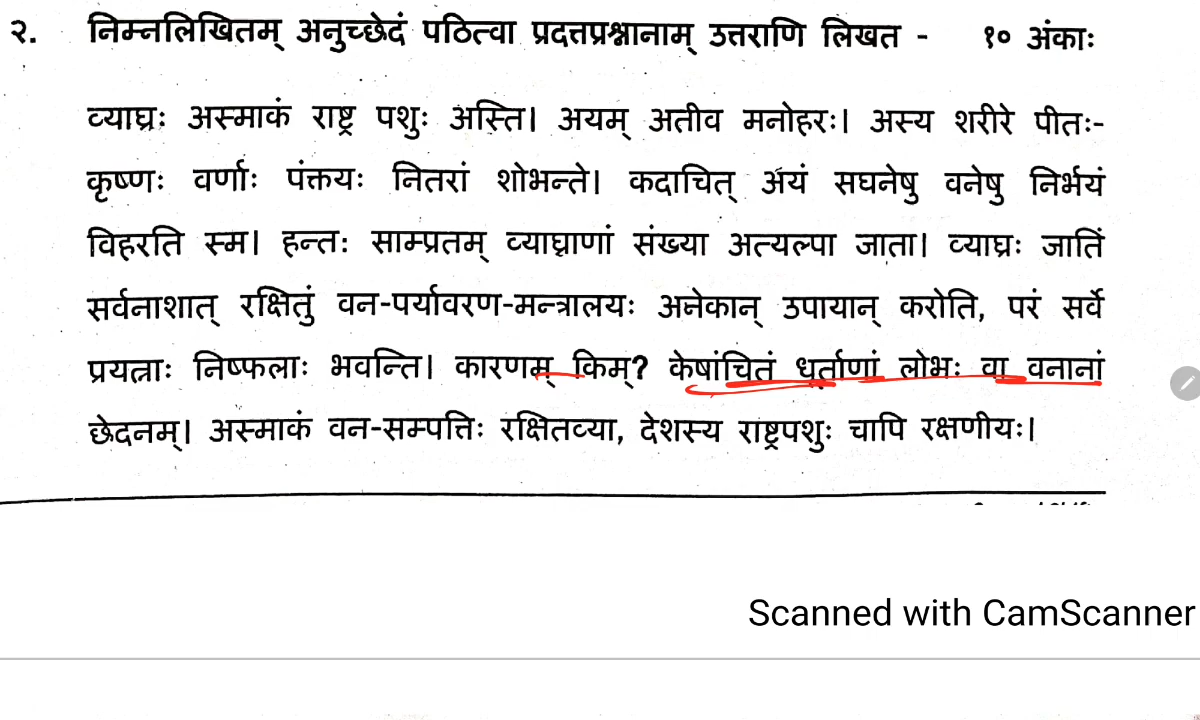 २. निम्नलिखितम् अनुच्छेदं पठित्वा प्रदत्तप्रश्नानाम् उत्तराणि लिखत - १० अंकाः
व्याघ्रः अस्माकं राष्ट्र पशुः अस्ति। अयम् अतीव मनोहरः। अस्य शरीरे पीतः-
कृष्णः वर्णाः पंक्तयः नितरां शोभन्ते। कदाचित् अयं सघनेषु वनेषु निर्भयं
विहरति स्म। हन्तः साम्प्रतम् व्याघ्राणां संख्या अत्यल्पा जाता। व्याघ्रः जातिं
सर्वनाशात् रक्षितुं वन-पर्यावरण-मन्त्रालयः अनेकान् उपायान् करोति, परं सर्वे
प्रयत्नाः निष्फलाः भवन्ति। कारणम् किम्? केषांचितं धूर्ताणां लोभः वा वनानां
छेदनम्। अस्माकं वन-सम्पत्तिः रक्षितव्या, देशस्य राष्ट्रपशुः चापि रक्षणीयः।
Scanned with CamScanner